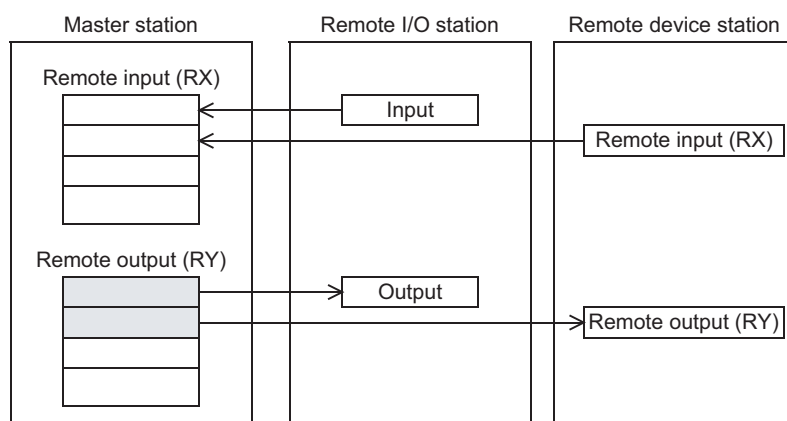 Master station
Remote I/O station
Remote device station
Remote input (RX)
Input
Remote input (RX)
Remote output (RY)
Output
Remote output (RY)